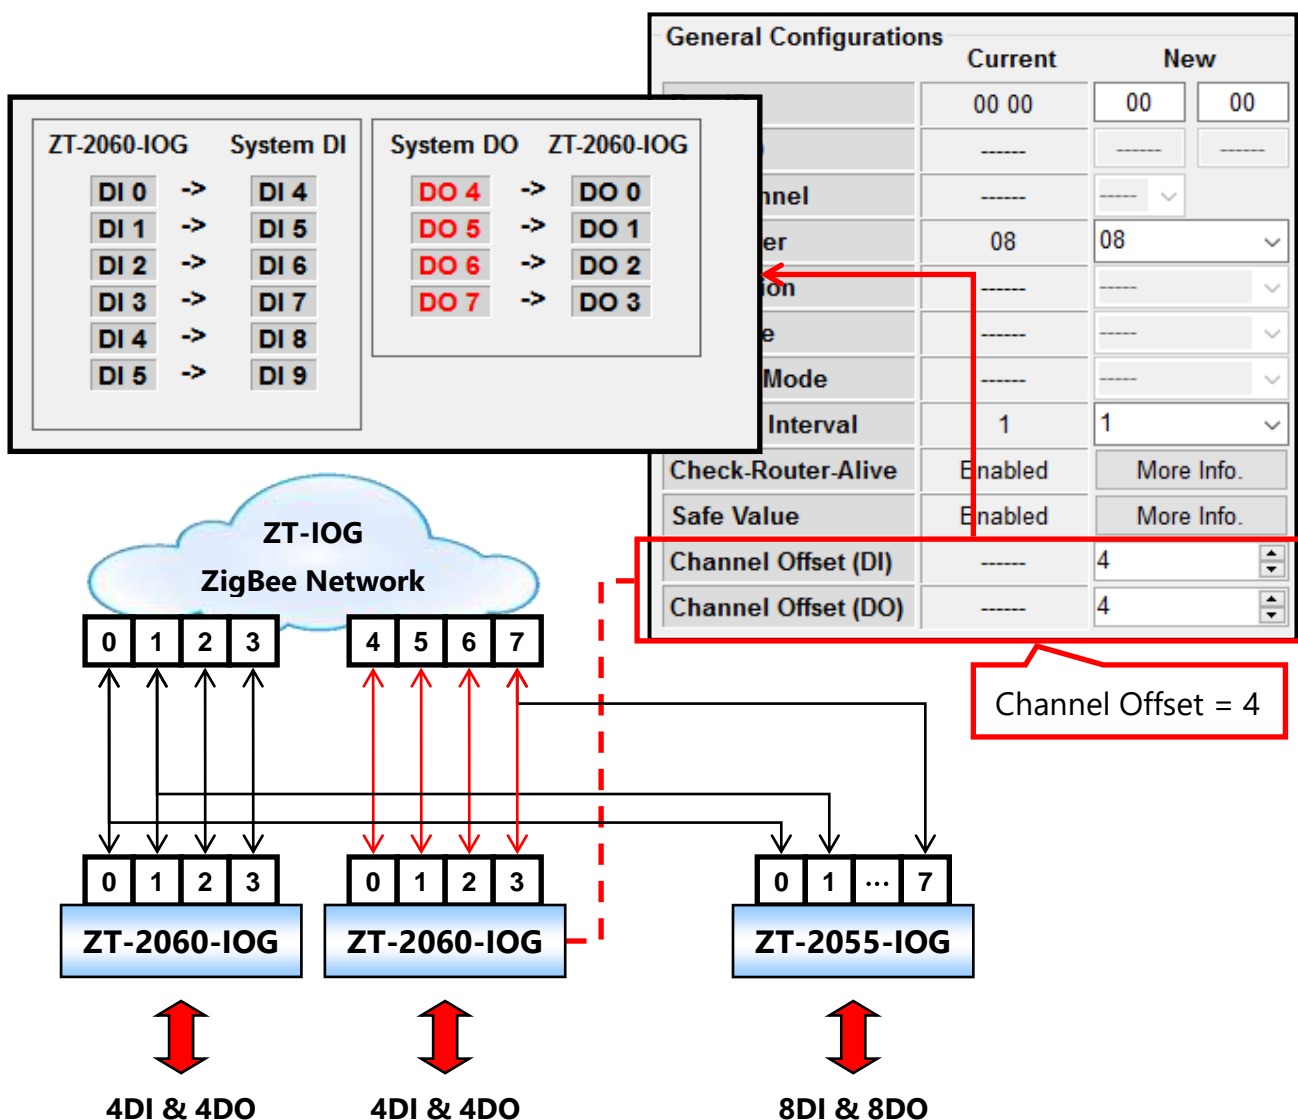 General Configurations
Current New
00 00 00 00
------ ------ ------
nnel ------ -----
er 08 08
ion ------ -----
e ------ -----
Mode ------ -----
Interval 1 1
Check-Router-Alive Enabled More Info.
Safe Value Enabled More Info.
Channel Offset (DI) ------ 4
Channel Offset (DO) ------ 4
ZT-2060-IOG System DI
DI 0 -> DI 4
DI 1 -> DI 5
DI 2 -> DI 6
DI 3 -> DI 7
DI 4 -> DI 8
DI 5 -> DI 9
System DO ZT-2060-IOG
DO 4 -> DO 0
DO 5 -> DO 1
DO 6 -> DO 2
DO 7 -> DO 3
Channel Offset = 4
ZT-IOG
ZigBee Network
0 1 2 3 4 5 6 7
0 1 2 3 0 1 2 3 0 1 ... 7
ZT-2060-IOG ZT-2060-IOG ZT-2055-IOG
4DI & 4DO 4DI & 4DO 8DI & 8DO